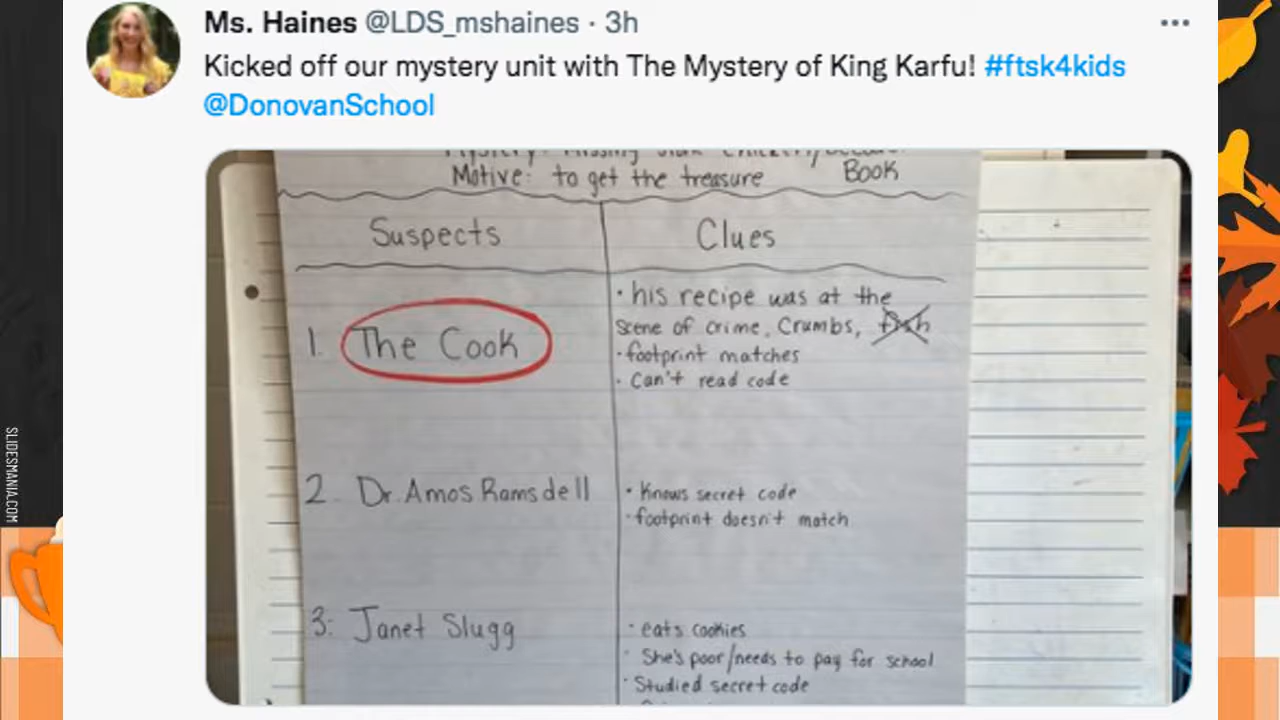 Ms. Haines @LDS_mshaines · 3h
Kicked off our mystery unit with The Mystery of King Karfu! #ftsk4kids
@DonovanSchool
Motive: to get the treasure Book
Suspects
Clues
1. The Cook
• his recipe was at the
scene of crime, Crumbs, fish
• footprint matches
• Can't read code
2. Dr. Amos Ramsdell
• Knows secret code
• footprint doesn't match
3: Janet Slugg
• eats cookies
• She's poor/needs to pay for school
• Studied secret code
SLIDESMANIA.COM